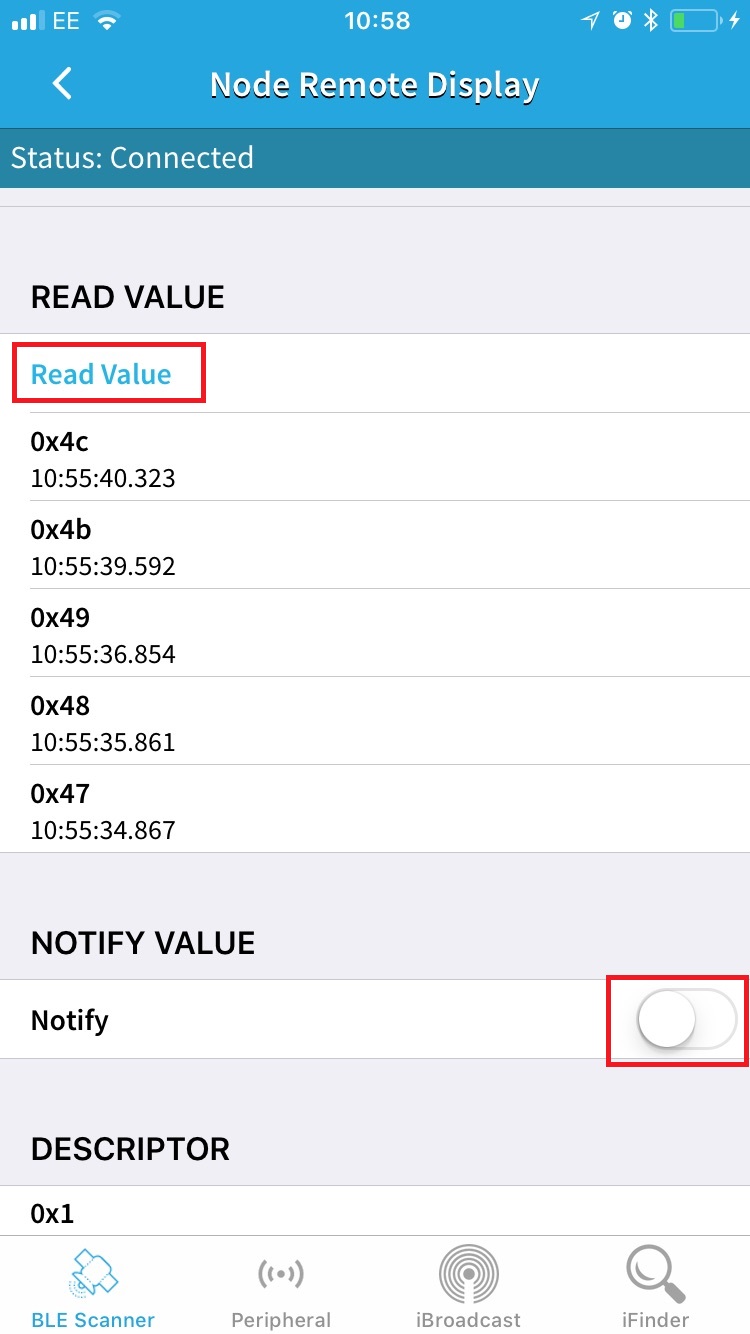 EE 10:58
Node Remote Display
Status: Connected
READ VALUE
Read Value
0x4c
10:55:40.323
0x4b
10:55:39.592
0x49
10:55:36.854
0x48
10:55:35.861
0x47
10:55:34.867
NOTIFY VALUE
Notify
DESCRIPTOR
0x1
BLE Scanner Peripheral iBroadcast iFinder